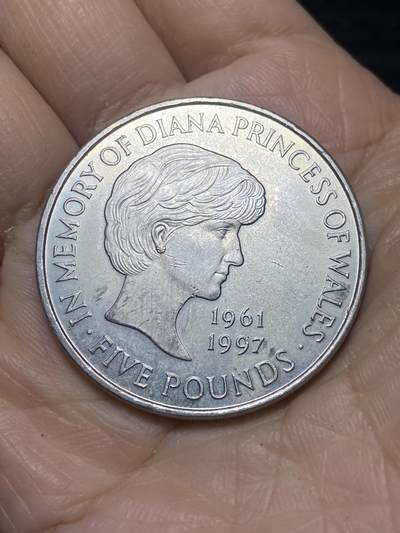 IN MEMORY OF DIANA PRINCESS OF WALES
1961
1997
· FIVE POUNDS ·